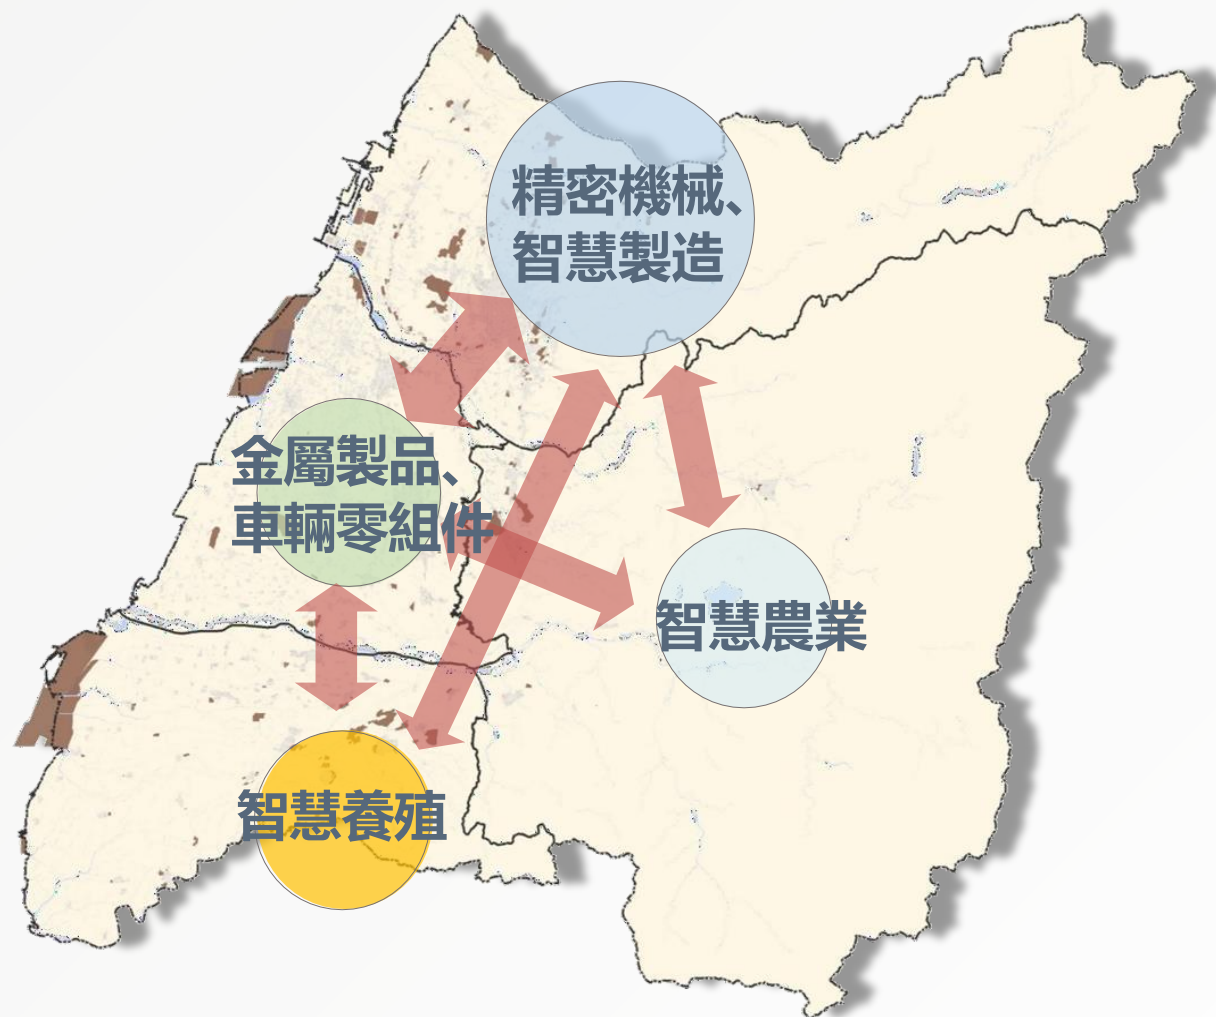 精密機械、
智慧製造
金屬製品、
車輛零組件
智慧農業
智慧養殖